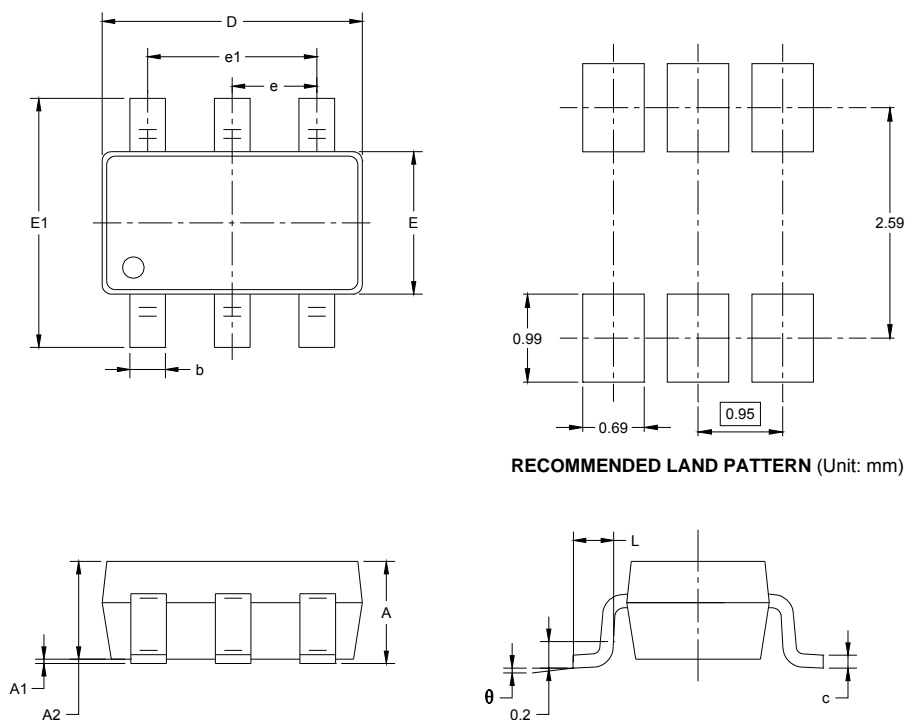 D
e1
e
E1
E
b
2.59
0.99
0.69
0.95
RECOMMENDED LAND PATTERN (Unit: mm)
A
A1
A2
L
θ
0.2
c